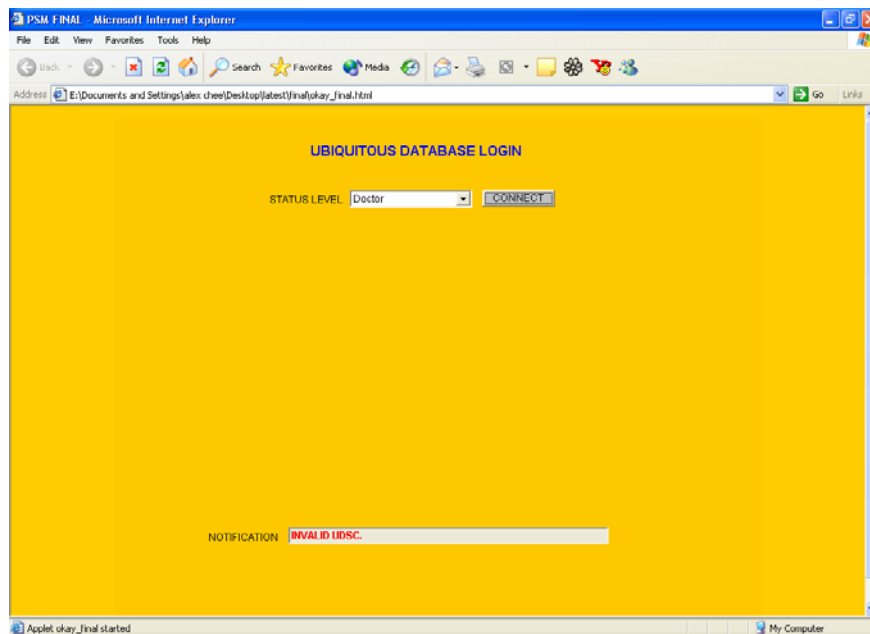 PSM FINAL - Microsoft Internet Explorer
File Edit View Favorites Tools Help
Back Search Favorites Media
Address E:\Documents and Settings\alex chee\Desktop\latest\final\okay_final.html Go Links
UBIQUITOUS DATABASE LOGIN
STATUS LEVEL Doctor CONNECT
NOTIFICATION INVALID UDSC.
Applet okay_final started My Computer